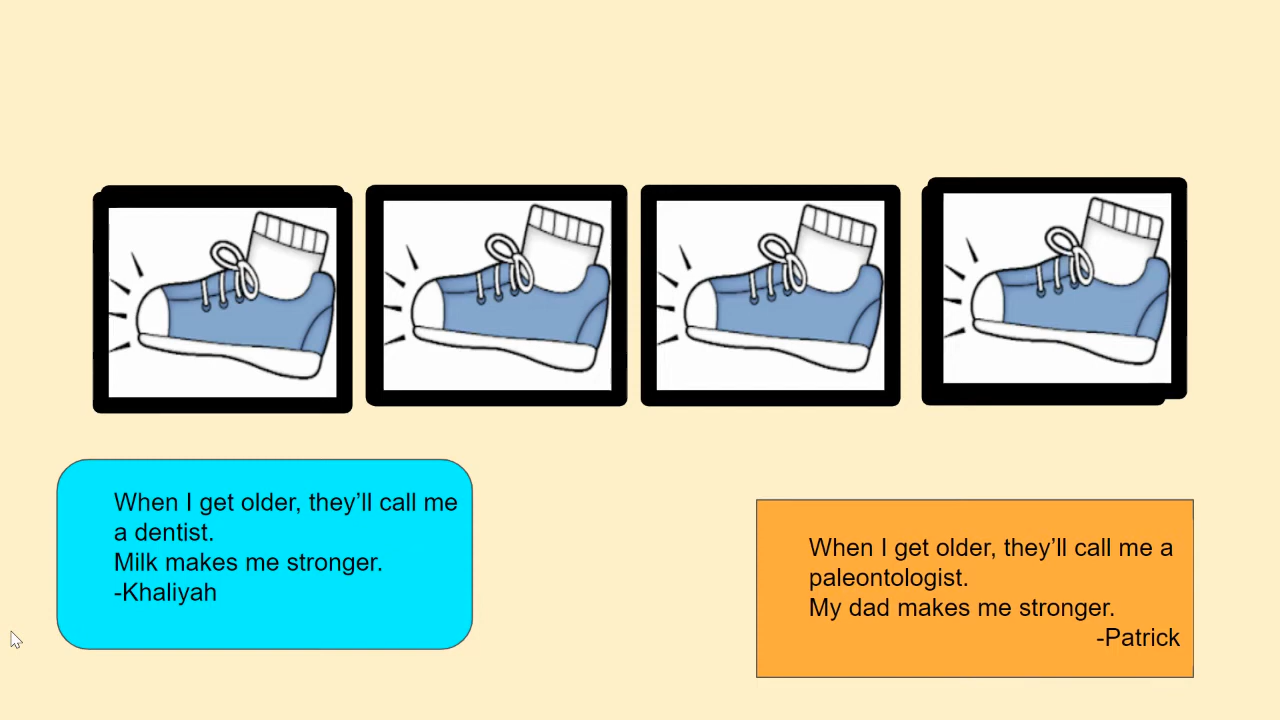 When I get older, they’ll call me
a dentist.
Milk makes me stronger.
-Khaliyah
When I get older, they’ll call me a
paleontologist.
My dad makes me stronger.
-Patrick